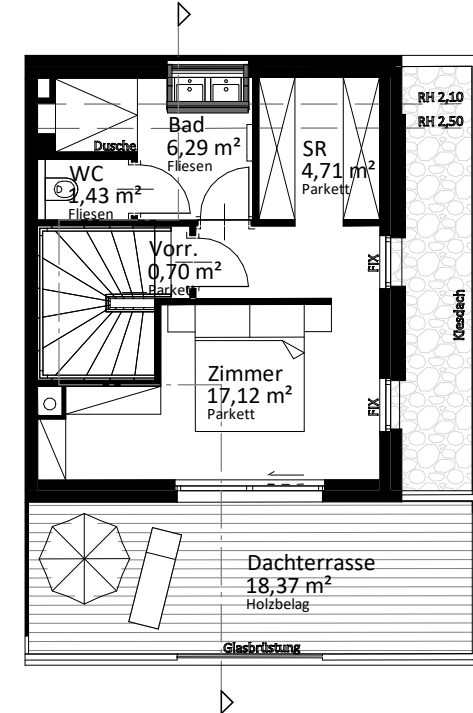 RH 2,10
RH 2,50
Bad
6,29 m²
Fliesen
Dusche
SR
4,71 m²
Parkett
WC
1,43 m²
Fliesen
Vorr.
0,70 m²
Parkett
FIX
Kiesdach
Zimmer
17,12 m²
Parkett
FIX
Dachterrasse
18,37 m²
Holzbelag
Glasbrüstung